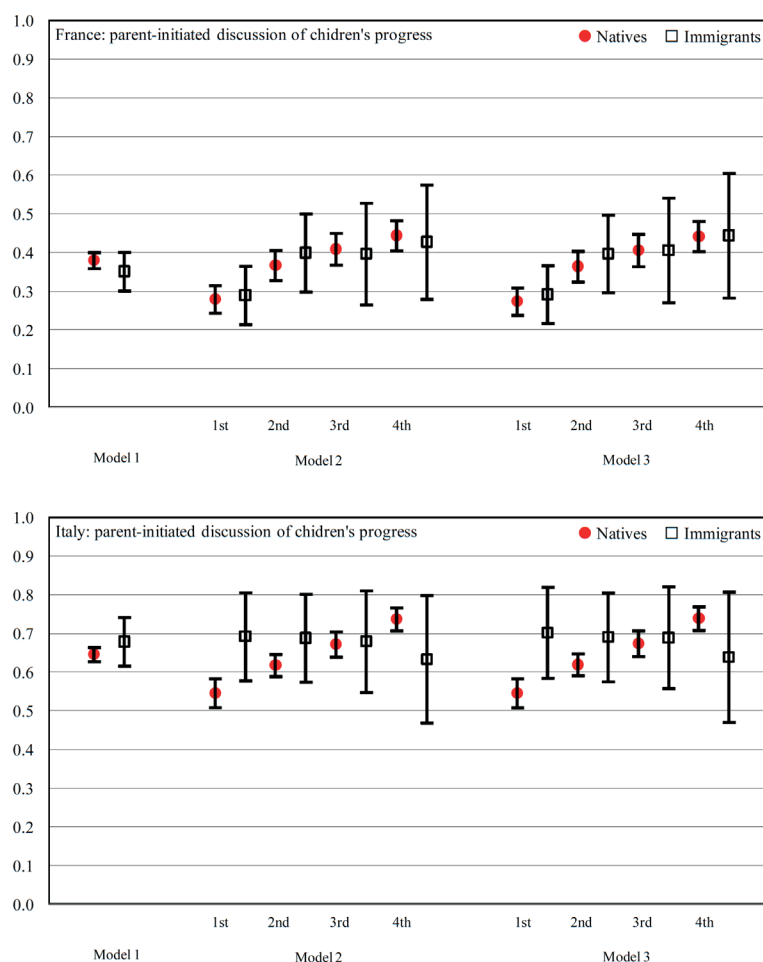 France: parent-initiated discussion of chidren's progress
Natives
Immigrants
1.0
0.9
0.8
0.7
0.6
0.5
0.4
0.3
0.2
0.1
0.0
1st 2nd 3rd 4th 1st 2nd 3rd 4th
Model 1 Model 2 Model 3
Italy: parent-initiated discussion of chidren's progress
Natives
Immigrants
1.0
0.9
0.8
0.7
0.6
0.5
0.4
0.3
0.2
0.1
0.0
1st 2nd 3rd 4th 1st 2nd 3rd 4th
Model 1 Model 2 Model 3